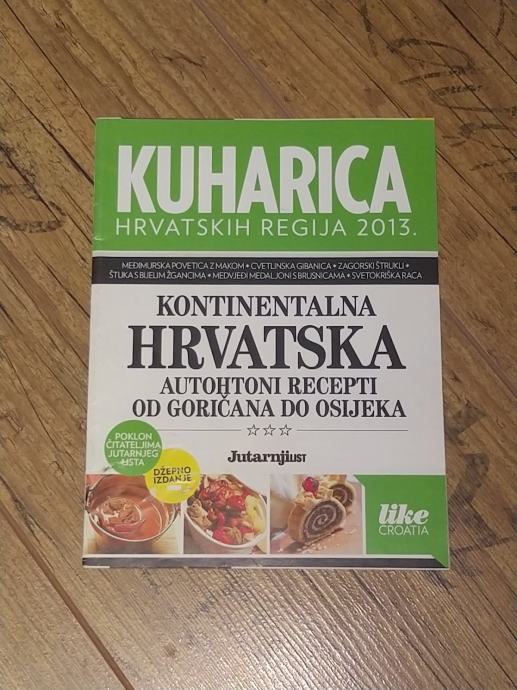 KUHARICA
HRVATSKIH REGIJA 2013.
MEĐIMURSKA POVETICA Z MAKOM • CVETLINSKA GIBANICA • ZAGORSKI ŠTRUKLI •
ŠTUKA S BIJELIM ŽGANCIMA • MEDVJEĐI MEDALJONI S BRUSNICAMA • SVETOKRIŠKA RACA
KONTINENTALNA
HRVATSKA
AUTOHTONI RECEPTI
OD GORIČANA DO OSIJEKA
Jutarnji LIST
POKLON
ČITATELJIMA
JUTARNJEG
LISTA
DŽEPNO
IZDANJE
like
CROATIA